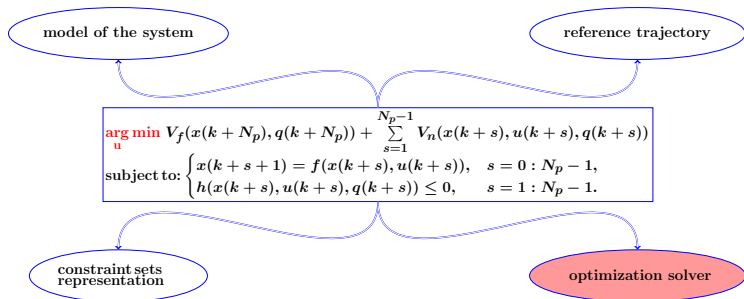 model of the system
reference trajectory
arg min V_f(x(k + N_p), q(k + N_p)) + ∑_{s=1}^{N_p−1} V_n(x(k + s), u(k + s), q(k + s))
u
subject to: { x(k + s + 1) = f(x(k + s), u(k + s)), s = 0 : N_p − 1,
h(x(k + s), u(k + s), q(k + s)) ≤ 0, s = 1 : N_p − 1.
constraint sets
representation
optimization solver